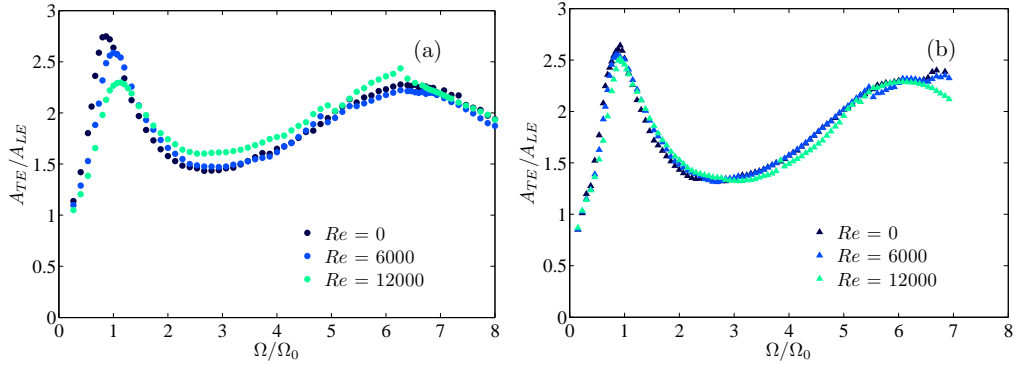 3
2.5
2
1.5
1
0.5
0
0 1 2 3 4 5 6 7 8
A_{TE}/A_{LE}
Ω/Ω_0
(a)
Re = 0
Re = 6000
Re = 12000
3
2.5
2
1.5
1
0.5
0
0 1 2 3 4 5 6 7 8
A_{TE}/A_{LE}
Ω/Ω_0
(b)
Re = 0
Re = 6000
Re = 12000